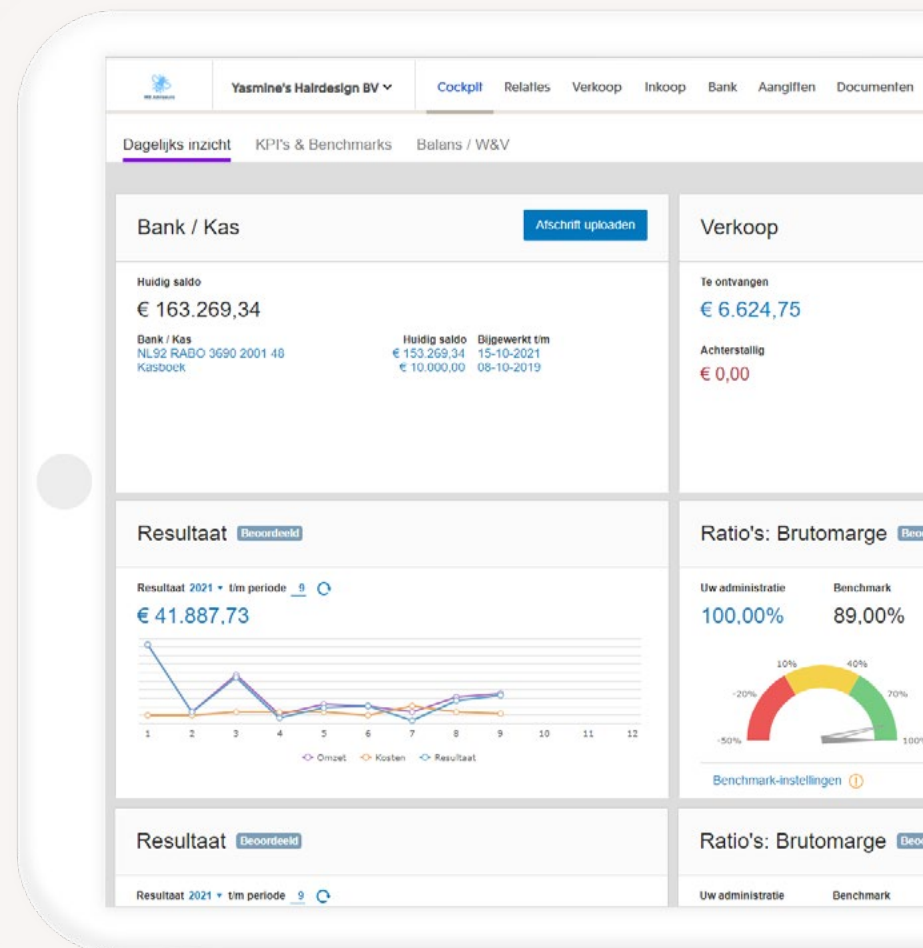 Yasmine's Hairdesign BV
Cockpit Relaties Verkoop Inkoop Bank Aangiften Documenten
Dagelijks inzicht KPI's & Benchmarks Balans / W&V
Bank / Kas
Afschrift uploaden
Huidig saldo
€ 163.269,34
Bank / Kas Huidig saldo Bijgewerkt t/m
NL92 RABO 3690 2001 48 € 153.269,34 15-10-2021
Kasboek € 10.000,00 08-10-2019
Verkoop
Te ontvangen
€ 6.624,75
Achterstallig
€ 0,00
Resultaat Beoordeeld
Resultaat 2021 t/m periode 9
€ 41.887,73
1 2 3 4 5 6 7 8 9 10 11 12
Omzet Kosten Resultaat
Ratio's: Brutomarge
Uw administratie Benchmark
100,00% 89,00%
10% 40%
-20% 70%
-50% 100%
Benchmark-instellingen
Resultaat Beoordeeld
Resultaat 2021 t/m periode 9
Ratio's: Brutomarge
Uw administratie Benchmark